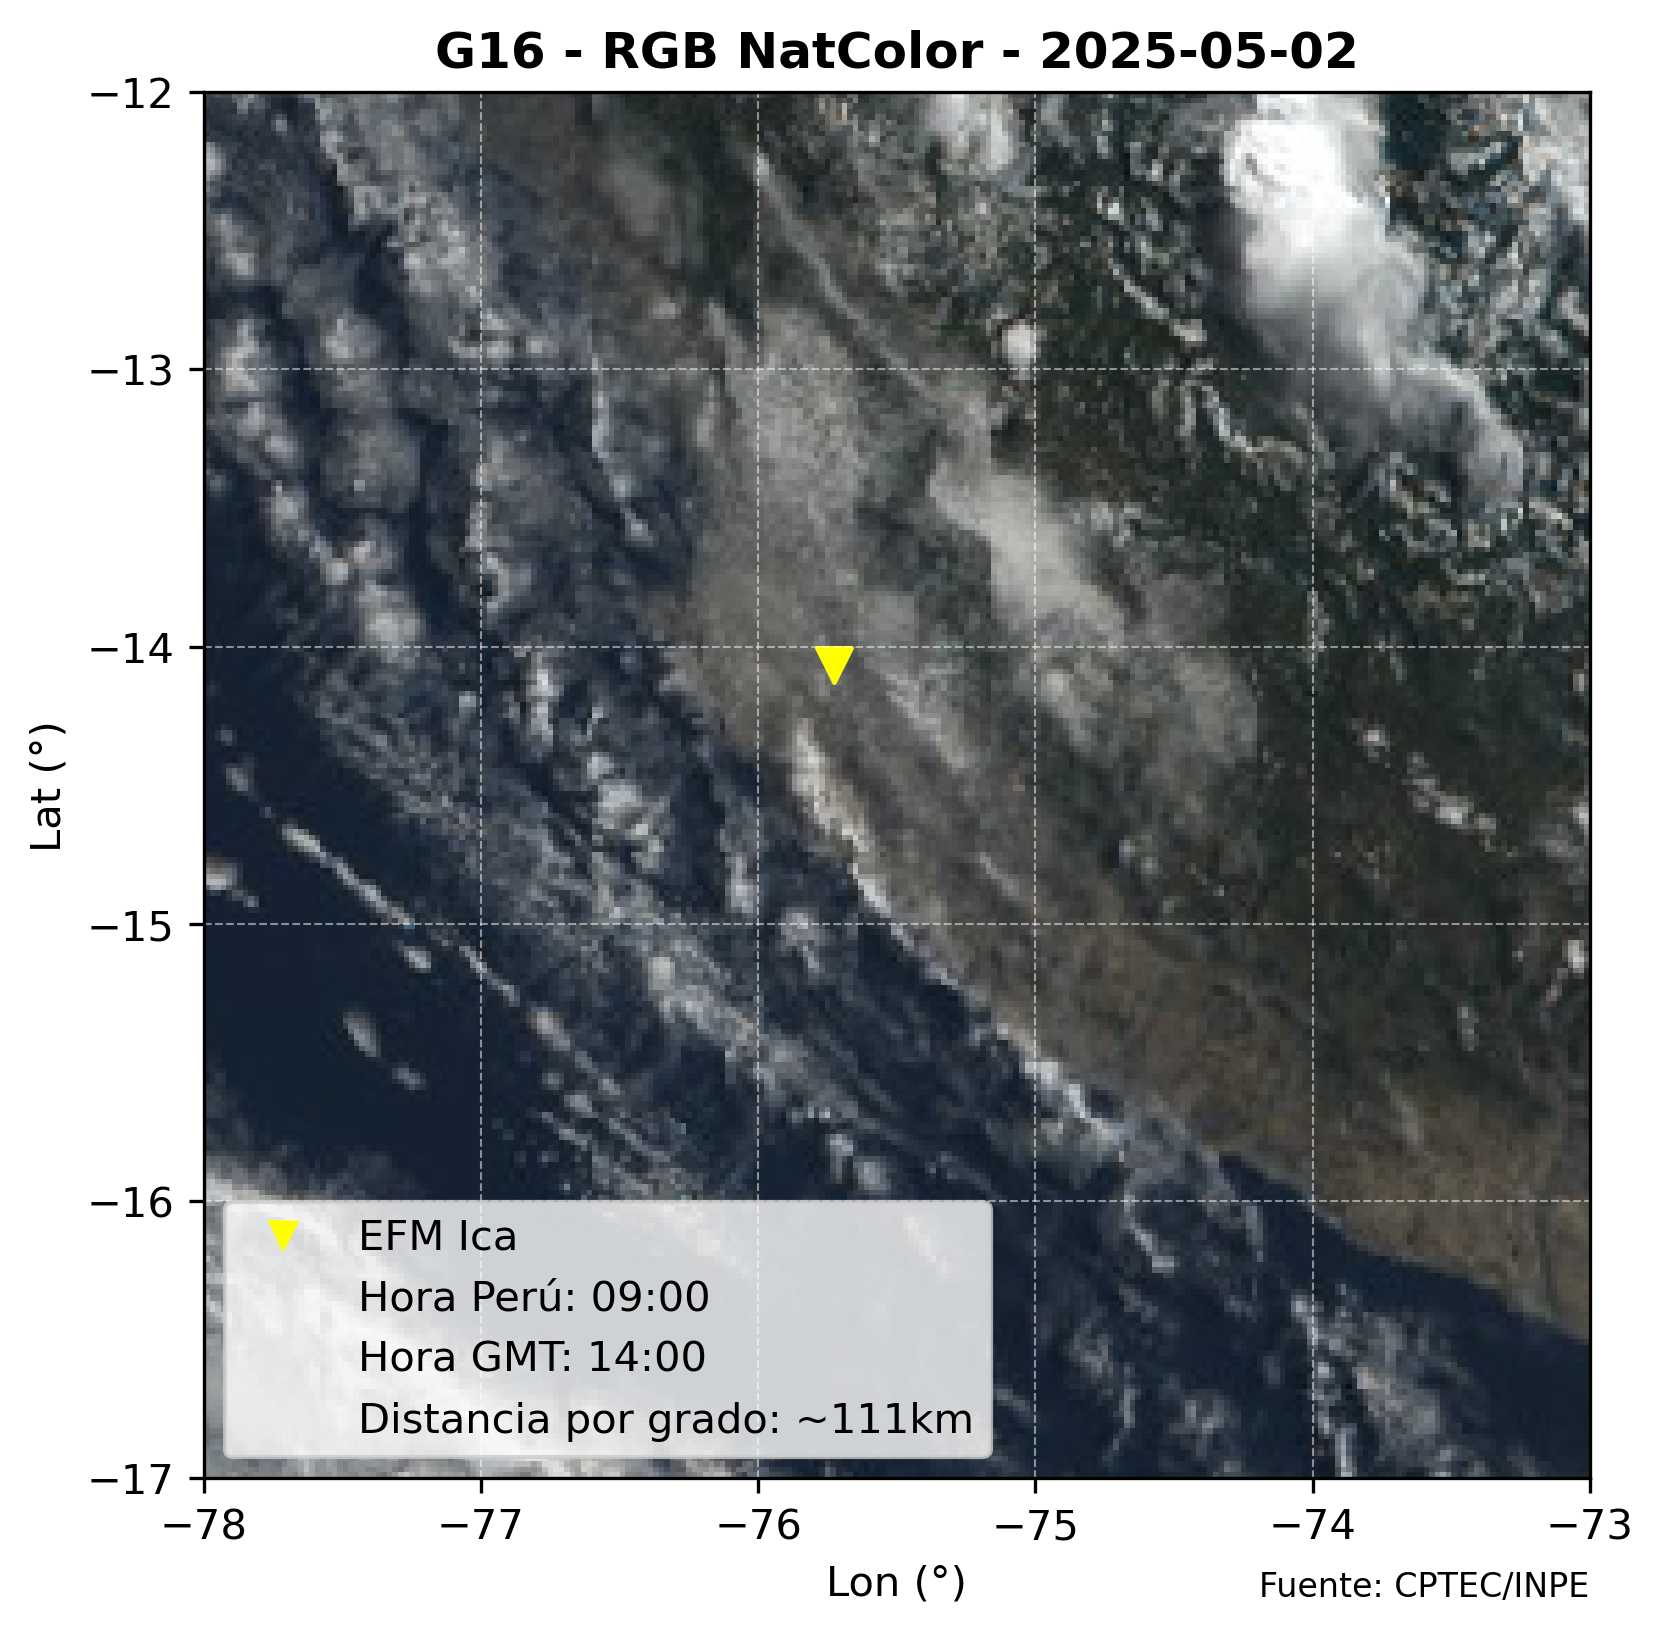 G16 - RGB NatColor - 2025-05-02
−12
−13
−14
−15
−16
−17
Lat (°)
EFM Ica
Hora Perú: 09:00
Hora GMT: 14:00
Distancia por grado: ~111km
−78 −77 −76 −75 −74 −73
Lon (°)
Fuente: CPTEC/INPE